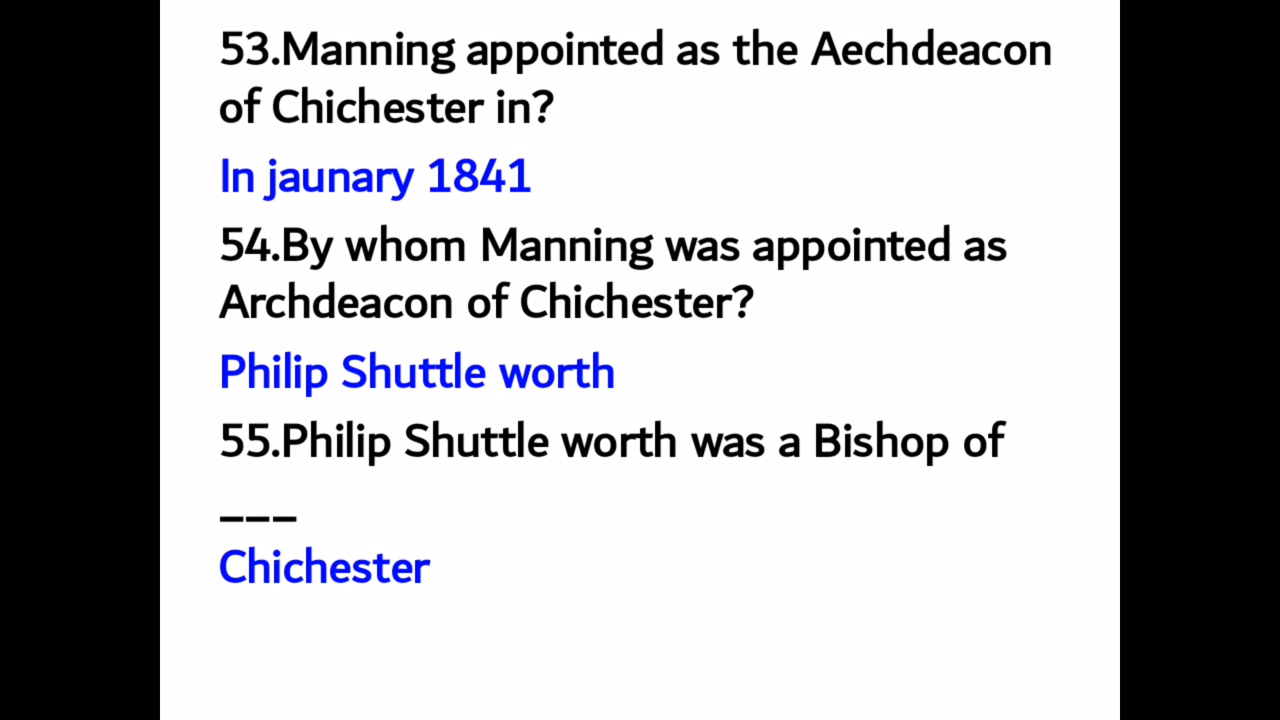 53.Manning appointed as the Aechdeacon
of Chichester in?
In jaunary 1841
54.By whom Manning was appointed as
Archdeacon of Chichester?
Philip Shuttle worth
55.Philip Shuttle worth was a Bishop of
___
Chichester